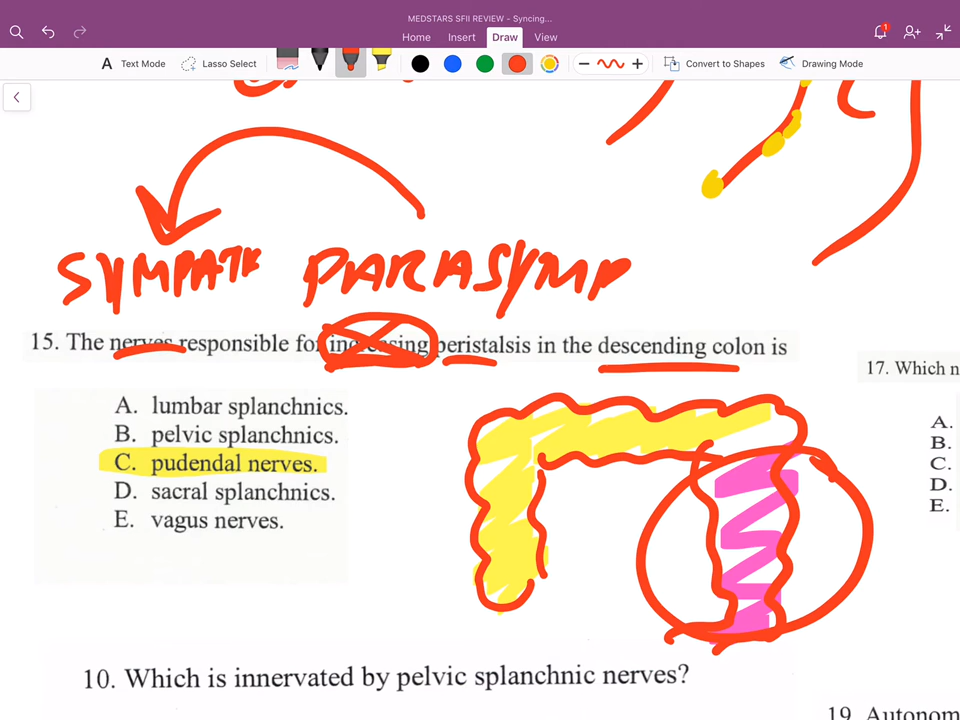 MEDSTARS SFII REVIEW - Syncing...
Home Insert Draw View
1
A Text Mode Lasso Select Convert to Shapes Drawing Mode
SYMPATH PARASYMP
15. The nerves responsible for increasing peristalsis in the descending colon is
A. lumbar splanchnics.
B. pelvic splanchnics.
C. pudendal nerves.
D. sacral splanchnics.
E. vagus nerves.
17. Which n
A.
B.
C.
D.
E.
10. Which is innervated by pelvic splanchnic nerves?
19. Autonom